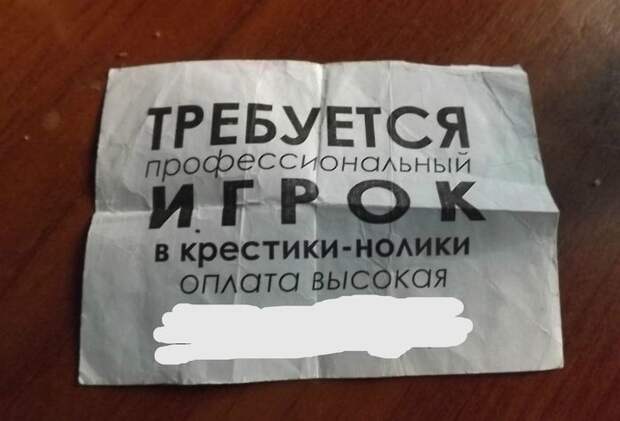 ТРЕБУЕТСЯ
профессиональный
ИГРОК
в крестики-нолики
оплата высокая